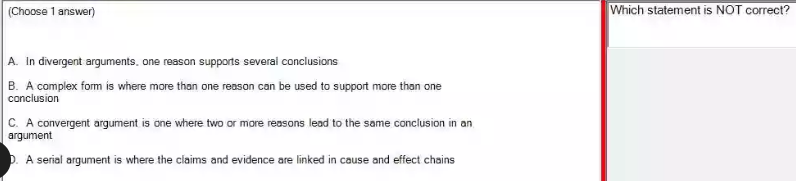 (Choose 1 answer)
Which statement is NOT correct?
A. In divergent arguments, one reason supports several conclusions
B. A complex form is where more than one reason can be used to support more than one
conclusion
C. A convergent argument is one where two or more reasons lead to the same conclusion in an
argument
D. A serial argument is where the claims and evidence are linked in cause and effect chains